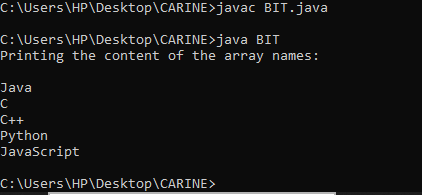 C:\Users\HP\Desktop\CARINE>javac BIT.java
C:\Users\HP\Desktop\CARINE>java BIT
Printing the content of the array names:
Java
C
C++
Python
JavaScript
C:\Users\HP\Desktop\CARINE>